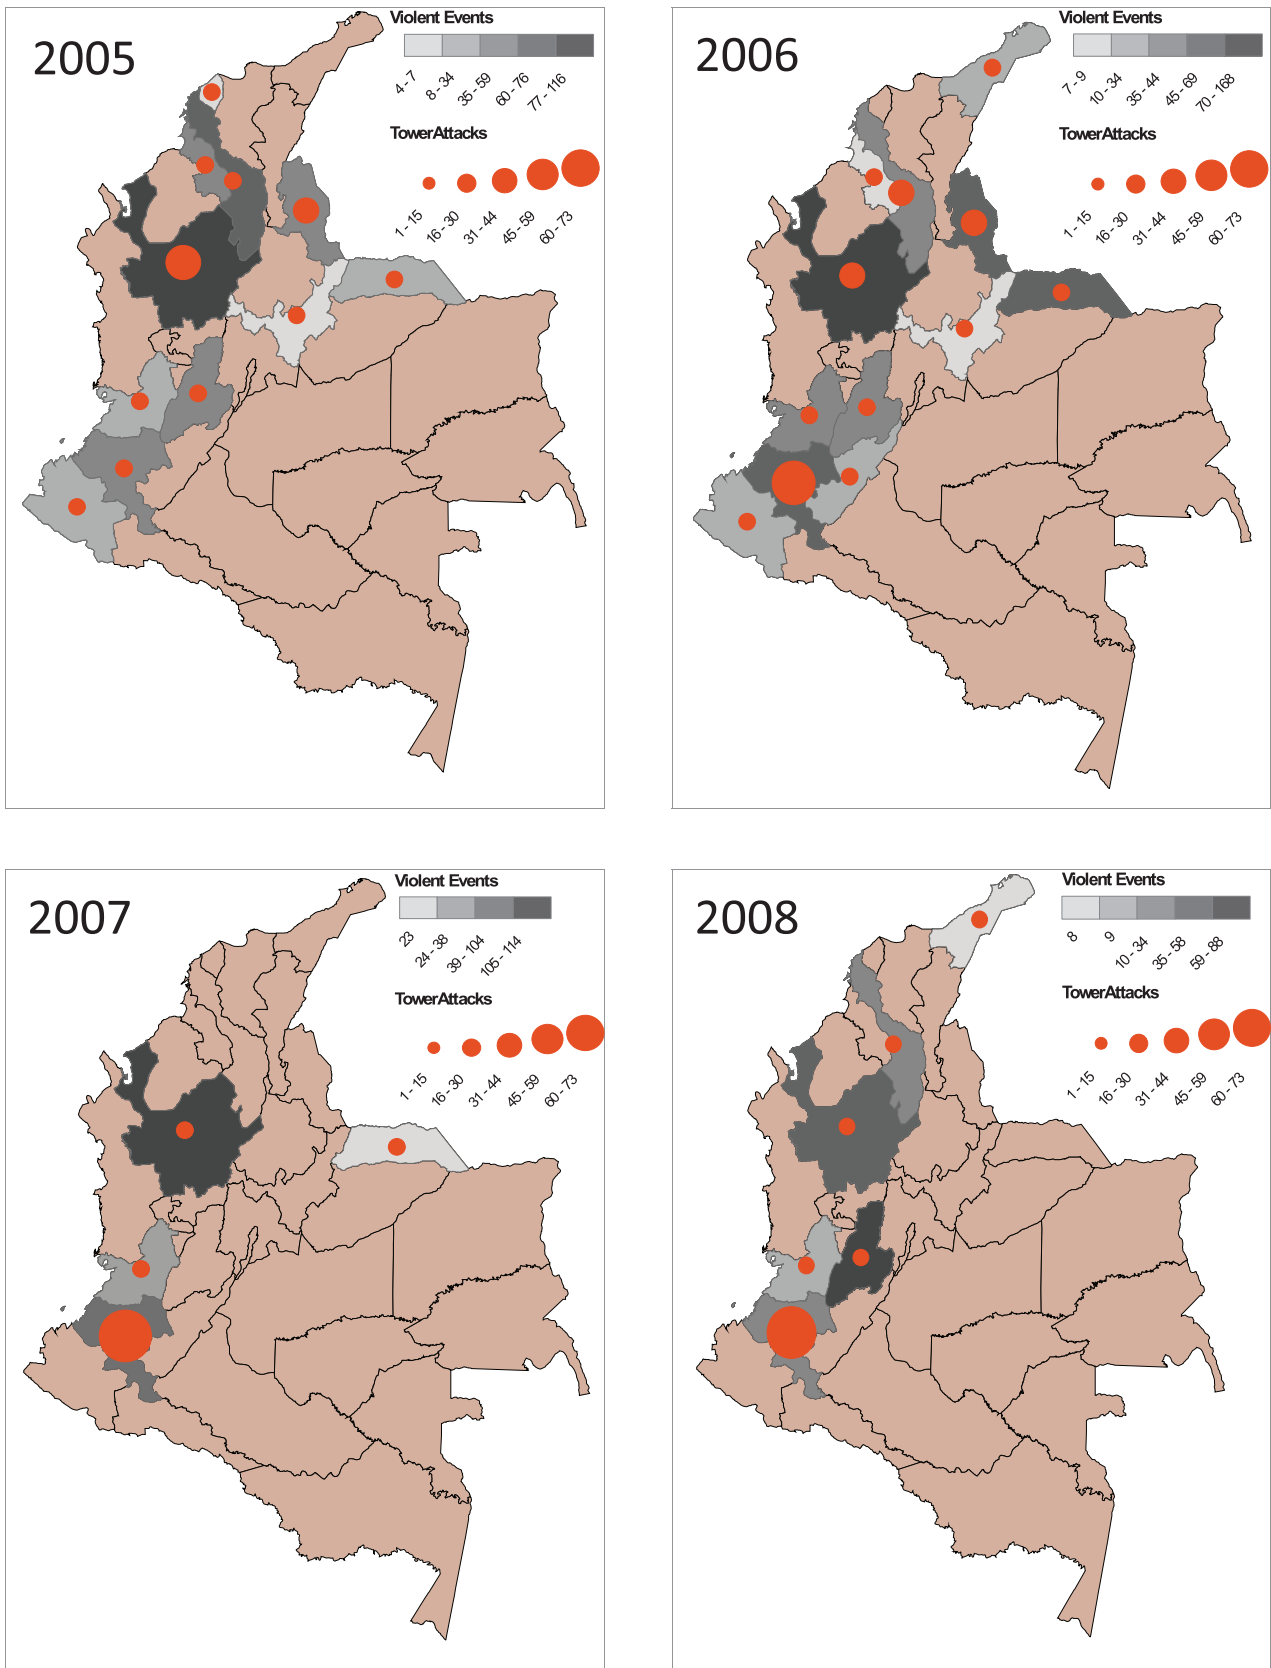 2005
Violent Events
4 - 7
8 - 34
35 - 59
60 - 76
77 - 116
TowerAttacks
1 - 15
16 - 30
31 - 44
45 - 59
60 - 73
2006
Violent Events
7 - 9
10 - 34
35 - 44
45 - 69
70 - 168
TowerAttacks
1 - 15
16 - 30
31 - 44
45 - 59
60 - 73
2007
Violent Events
23
24 - 38
39 - 104
105 - 114
TowerAttacks
1 - 15
16 - 30
31 - 44
45 - 59
60 - 73
2008
Violent Events
8
9
10 - 34
35 - 58
59 - 88
TowerAttacks
1 - 15
16 - 30
31 - 44
45 - 59
60 - 73